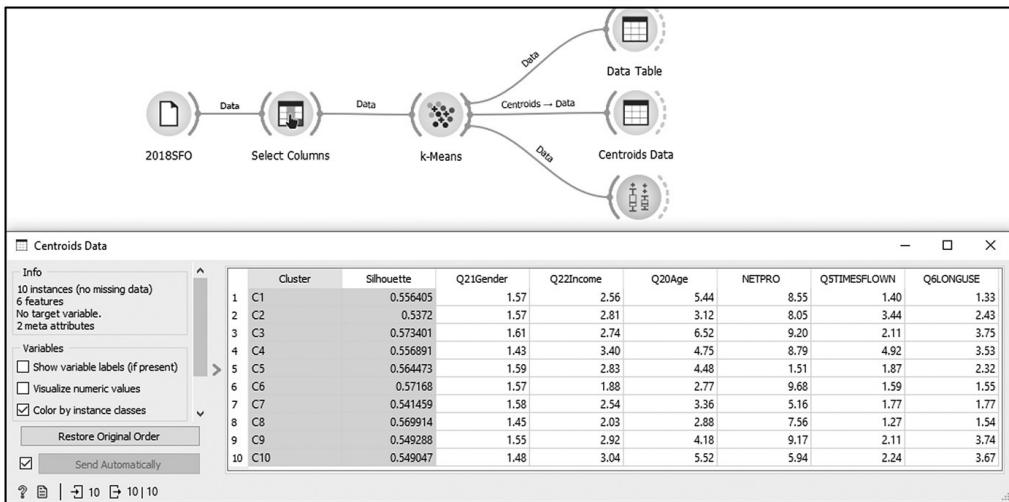 Data
Data Table
Data
Data
Centroids → Data
2018SFO
Select Columns
k-Means
Centroids Data
Data
Centroids Data
Info
10 instances (no missing data)
6 features
No target variable.
2 meta attributes
Variables
Show variable labels (if present)
Visualize numeric values
Color by instance classes
Restore Original Order
Send Automatically
? 10 10 | 10
Cluster Silhouette Q21Gender Q22Income Q20Age NETPRO Q5TIMESFLOWN Q6LONGUSE
1 C1 0.556405 1.57 2.56 5.44 8.55 1.40 1.33
2 C2 0.5372 1.57 2.81 3.12 8.05 3.44 2.43
3 C3 0.573401 1.61 2.74 6.52 9.20 2.11 3.75
4 C4 0.556891 1.43 3.40 4.75 8.79 4.92 3.53
5 C5 0.564473 1.59 2.83 4.48 1.51 1.87 2.32
6 C6 0.57168 1.57 1.88 2.77 9.68 1.59 1.55
7 C7 0.541459 1.58 2.54 3.36 5.16 1.77 1.77
8 C8 0.569914 1.45 2.03 2.88 7.56 1.27 1.54
9 C9 0.549288 1.55 2.92 4.18 9.17 2.11 3.74
10 C10 0.549047 1.48 3.04 5.52 5.94 2.24 3.67